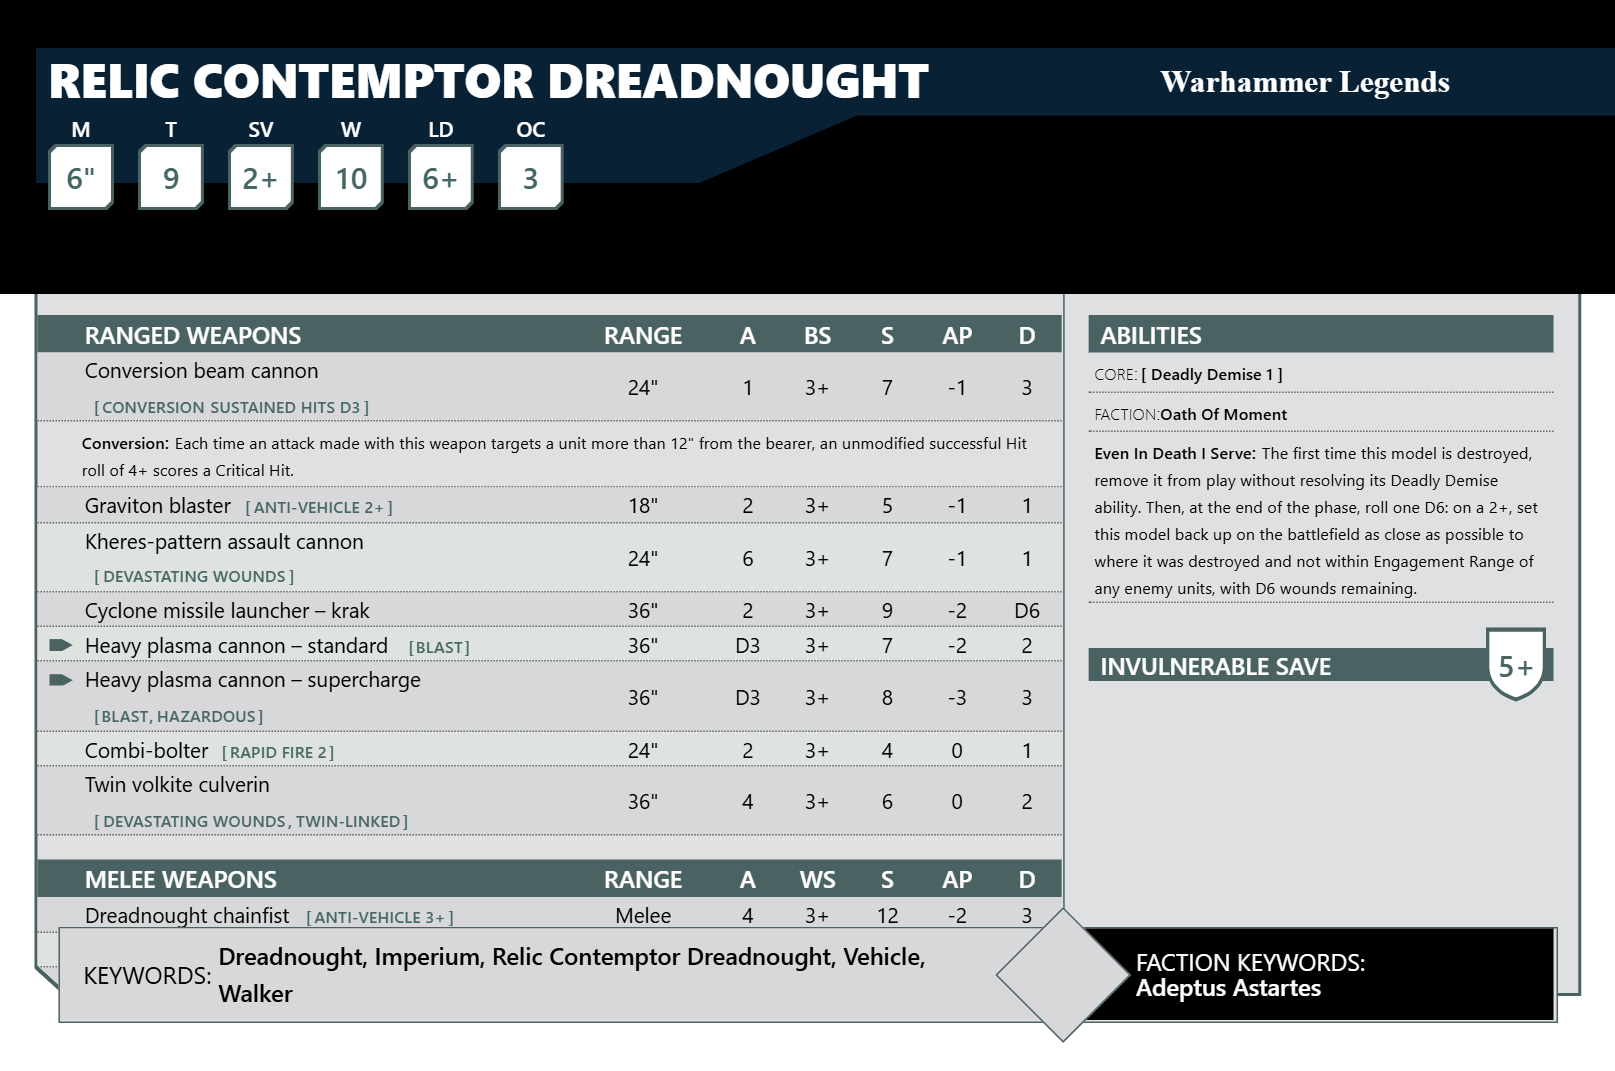 RELIC CONTEMPTOR DREADNOUGHT
Warhammer Legends
M T SV W LD OC
6" 9 2+ 10 6+ 3
RANGED WEAPONS RANGE A BS S AP D
Conversion beam cannon
[CONVERSION SUSTAINED HITS D3] 24" 1 3+ 7 -1 3
Conversion: Each time an attack made with this weapon targets a unit more than 12" from the bearer, an unmodified successful Hit
roll of 4+ scores a Critical Hit.
Graviton blaster [ANTI-VEHICLE 2+] 18" 2 3+ 5 -1 1
Kheres-pattern assault cannon
[DEVASTATING WOUNDS] 24" 6 3+ 7 -1 1
Cyclone missile launcher – krak 36" 2 3+ 9 -2 D6
Heavy plasma cannon – standard [BLAST] 36" D3 3+ 7 -2 2
Heavy plasma cannon – supercharge
[BLAST, HAZARDOUS] 36" D3 3+ 8 -3 3
Combi-bolter [RAPID FIRE 2] 24" 2 3+ 4 0 1
Twin volkite culverin
[DEVASTATING WOUNDS, TWIN-LINKED] 36" 4 3+ 6 0 2
MELEE WEAPONS RANGE A WS S AP D
Dreadnought chainfist [ANTI-VEHICLE 3+] Melee 4 3+ 12 -2 3
ABILITIES
CORE: [ Deadly Demise 1 ]
FACTION:Oath Of Moment
Even In Death I Serve: The first time this model is destroyed,
remove it from play without resolving its Deadly Demise
ability. Then, at the end of the phase, roll one D6: on a 2+, set
this model back up on the battlefield as close as possible to
where it was destroyed and not within Engagement Range of
any enemy units, with D6 wounds remaining.
INVULNERABLE SAVE 5+
KEYWORDS: Dreadnought, Imperium, Relic Contemptor Dreadnought, Vehicle,
Walker
FACTION KEYWORDS:
Adeptus Astartes